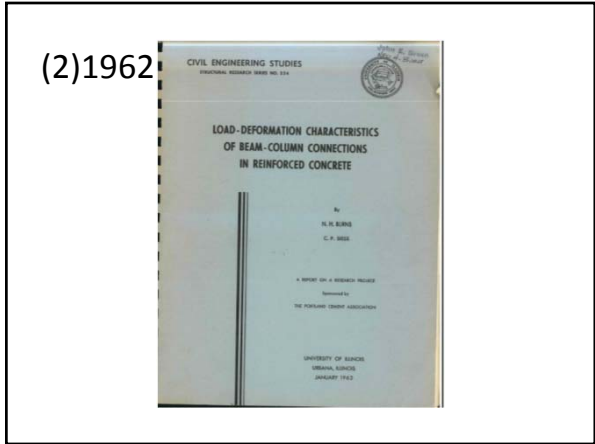 (2)1962
CIVIL ENGINEERING STUDIES
STRUCTURAL RESEARCH SERIES NO. 234
LOAD-DEFORMATION CHARACTERISTICS
OF BEAM-COLUMN CONNECTIONS
IN REINFORCED CONCRETE
By
N. H. BURNS
C. P. SIESS
A REPORT ON A RESEARCH PROJECT
Sponsored by
THE PORTLAND CEMENT ASSOCIATION
UNIVERSITY OF ILLINOIS
URBANA, ILLINOIS
JANUARY 1962